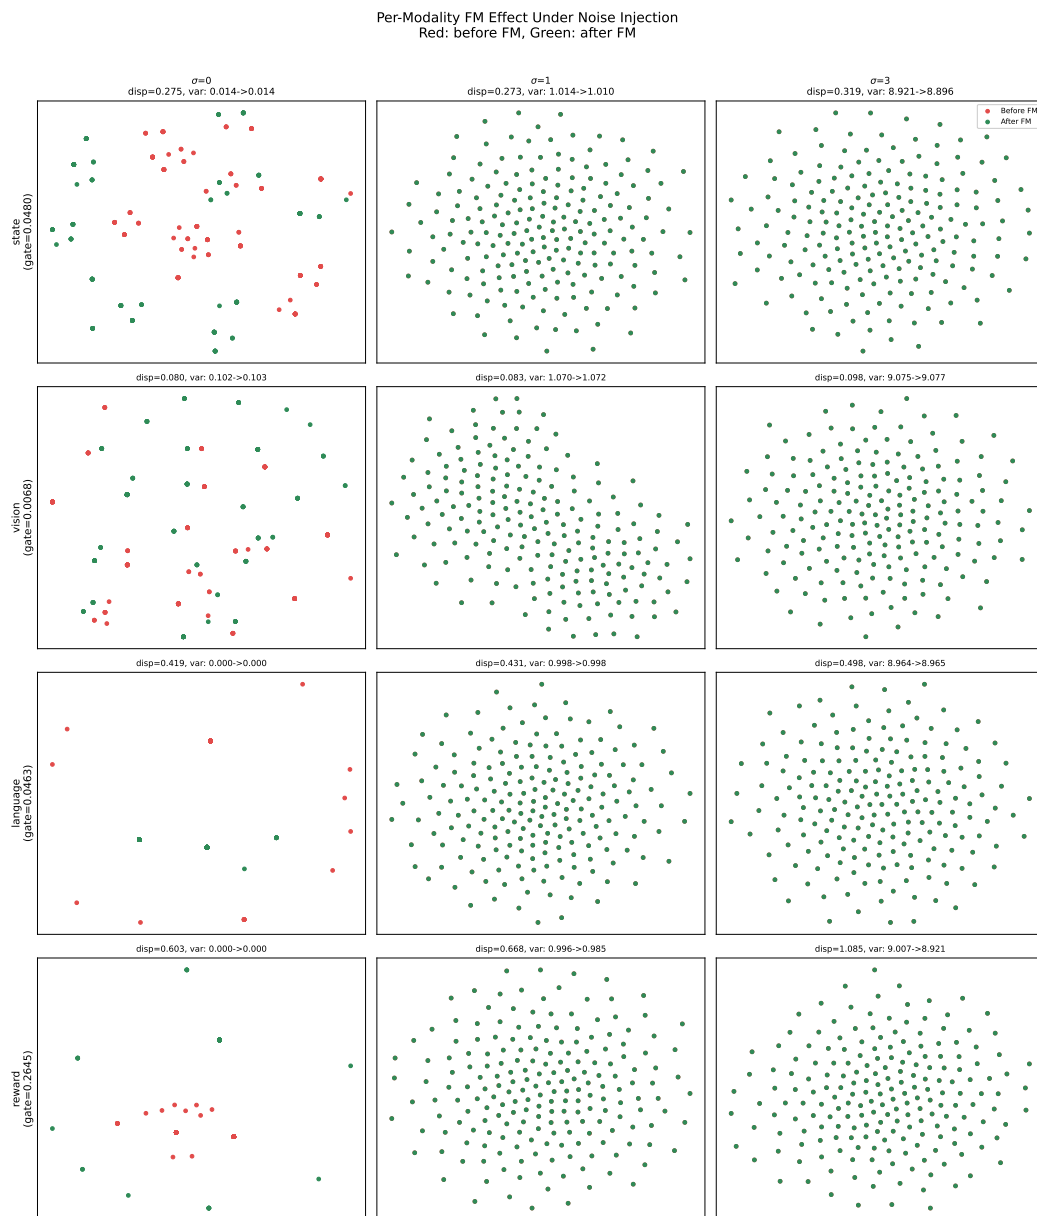 Per-Modality FM Effect Under Noise Injection
Red: before FM, Green: after FM
σ=0
disp=0.275, var: 0.014->0.014
σ=1
disp=0.273, var: 1.014->1.010
σ=3
disp=0.319, var: 8.921->8.896
Before FM
After FM
state
(gate=0.0480)
disp=0.080, var: 0.102->0.103
disp=0.083, var: 1.070->1.072
disp=0.098, var: 9.075->9.077
vision
(gate=0.0068)
disp=0.419, var: 0.000->0.000
disp=0.431, var: 0.998->0.998
disp=0.498, var: 8.964->8.965
language
(gate=0.0463)
disp=0.603, var: 0.000->0.000
disp=0.668, var: 0.996->0.985
disp=1.085, var: 9.007->8.921
reward
(gate=0.2645)